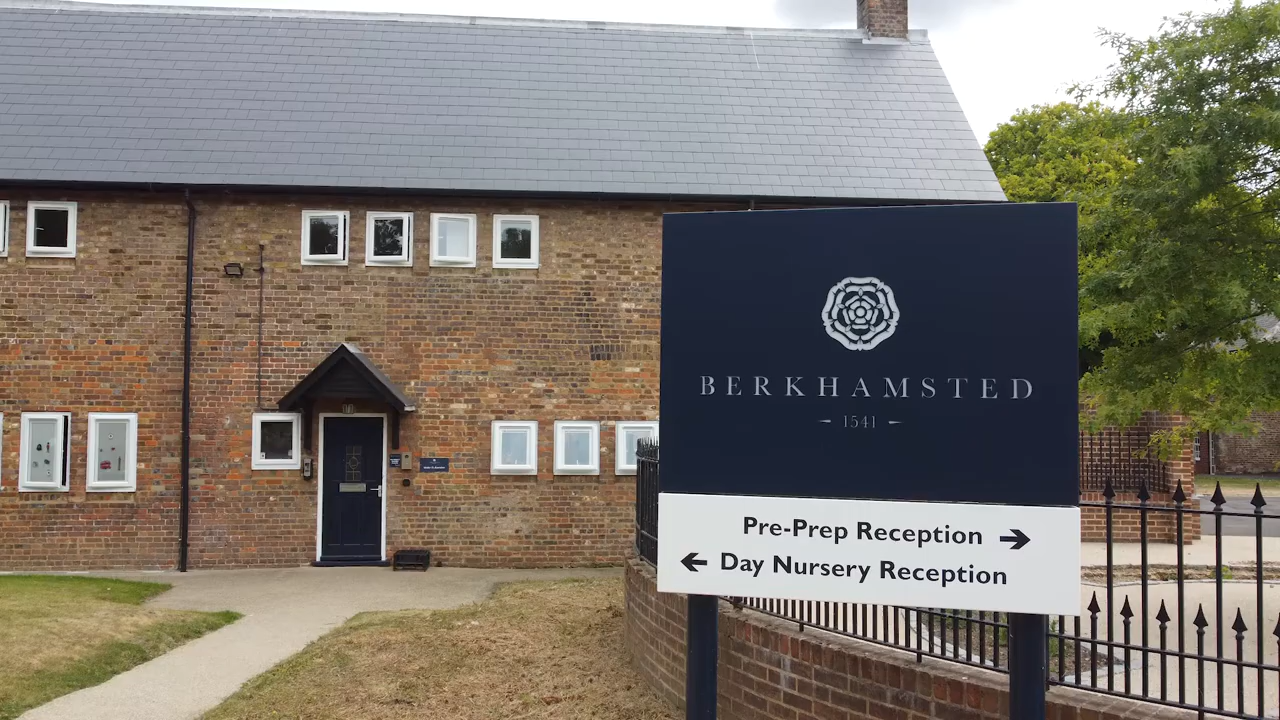 BERKHAMSTED
1541
Pre-Prep Reception →
← Day Nursery Reception